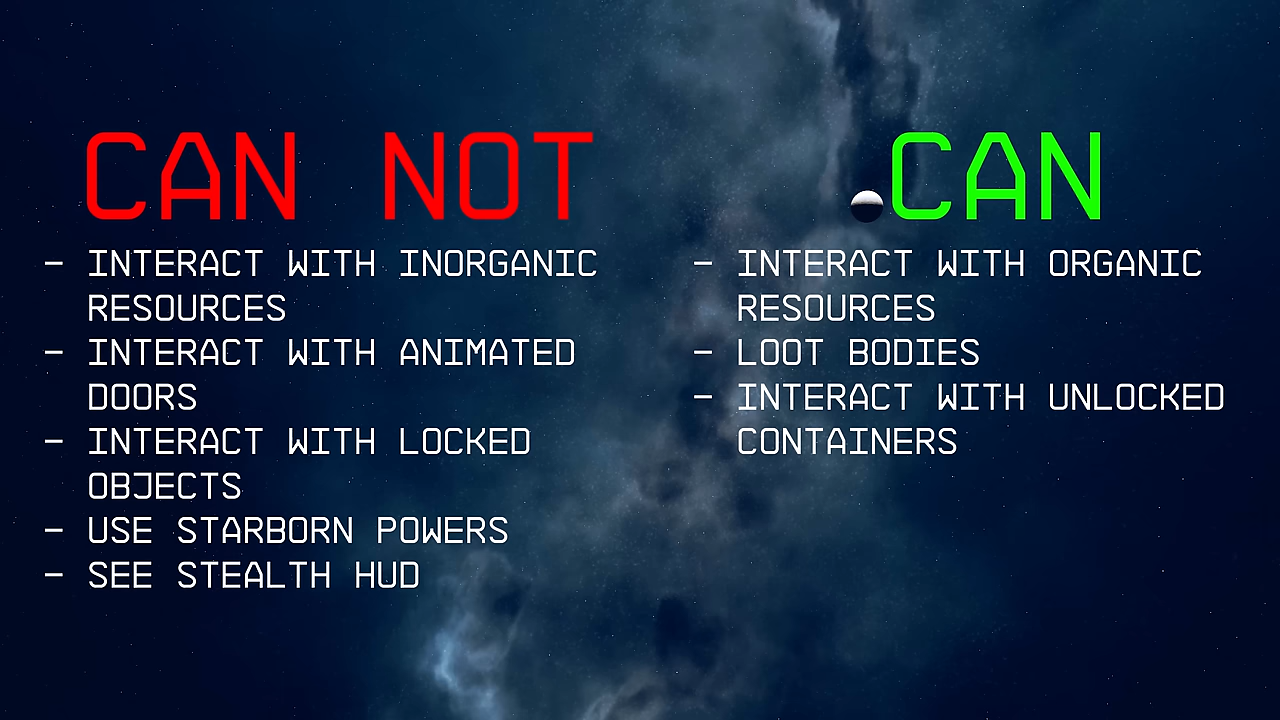 CAN NOT
- INTERACT WITH INORGANIC
RESOURCES
- INTERACT WITH ANIMATED
DOORS
- INTERACT WITH LOCKED
OBJECTS
- USE STARBORN POWERS
- SEE STEALTH HUD
CAN
- INTERACT WITH ORGANIC
RESOURCES
- LOOT BODIES
- INTERACT WITH UNLOCKED
CONTAINERS